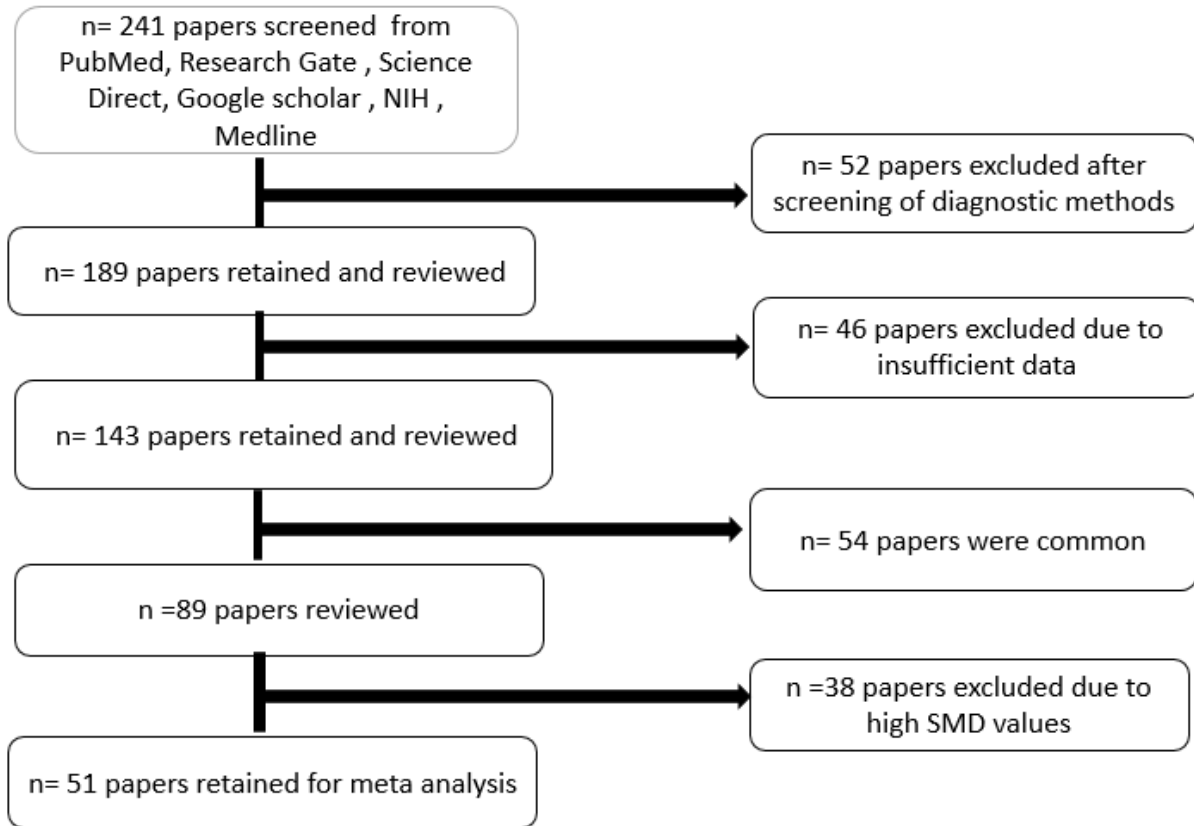 n= 241 papers screened  from
PubMed, Research Gate , Science
Direct, Google scholar , NIH ,
Medline
n= 52 papers excluded after
screening of diagnostic methods
n= 189 papers retained and reviewed
n= 46 papers excluded due to
insufficient data
n= 143 papers retained and reviewed
n= 54 papers were common
n =89 papers reviewed
n =38 papers excluded due to
high SMD values
n= 51 papers retained for meta analysis